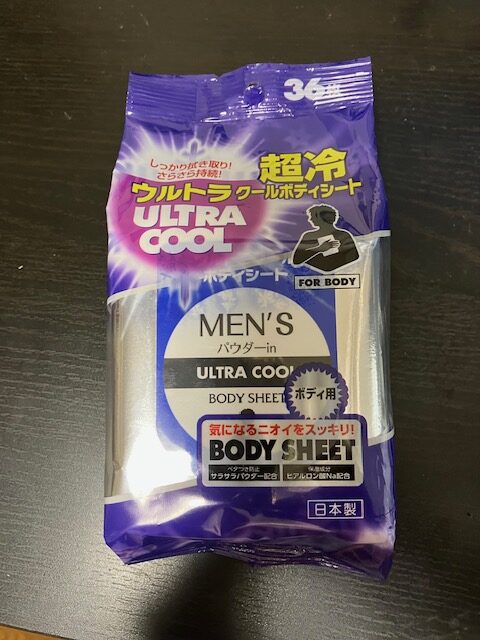 36枚
しっかり拭き取り!
さらさら持続!
超冷
ウルトラクールボディシート
ULTRA
COOL
FOR BODY
ボディシート
MEN'S
パウダーin
ULTRA COOL
BODY SHEET
ボディ用
気になるニオイをスッキリ!
BODY SHEET
ベタつき防止
サラサラパウダー配合
保湿成分
ヒアルロン酸Na配合
日本製